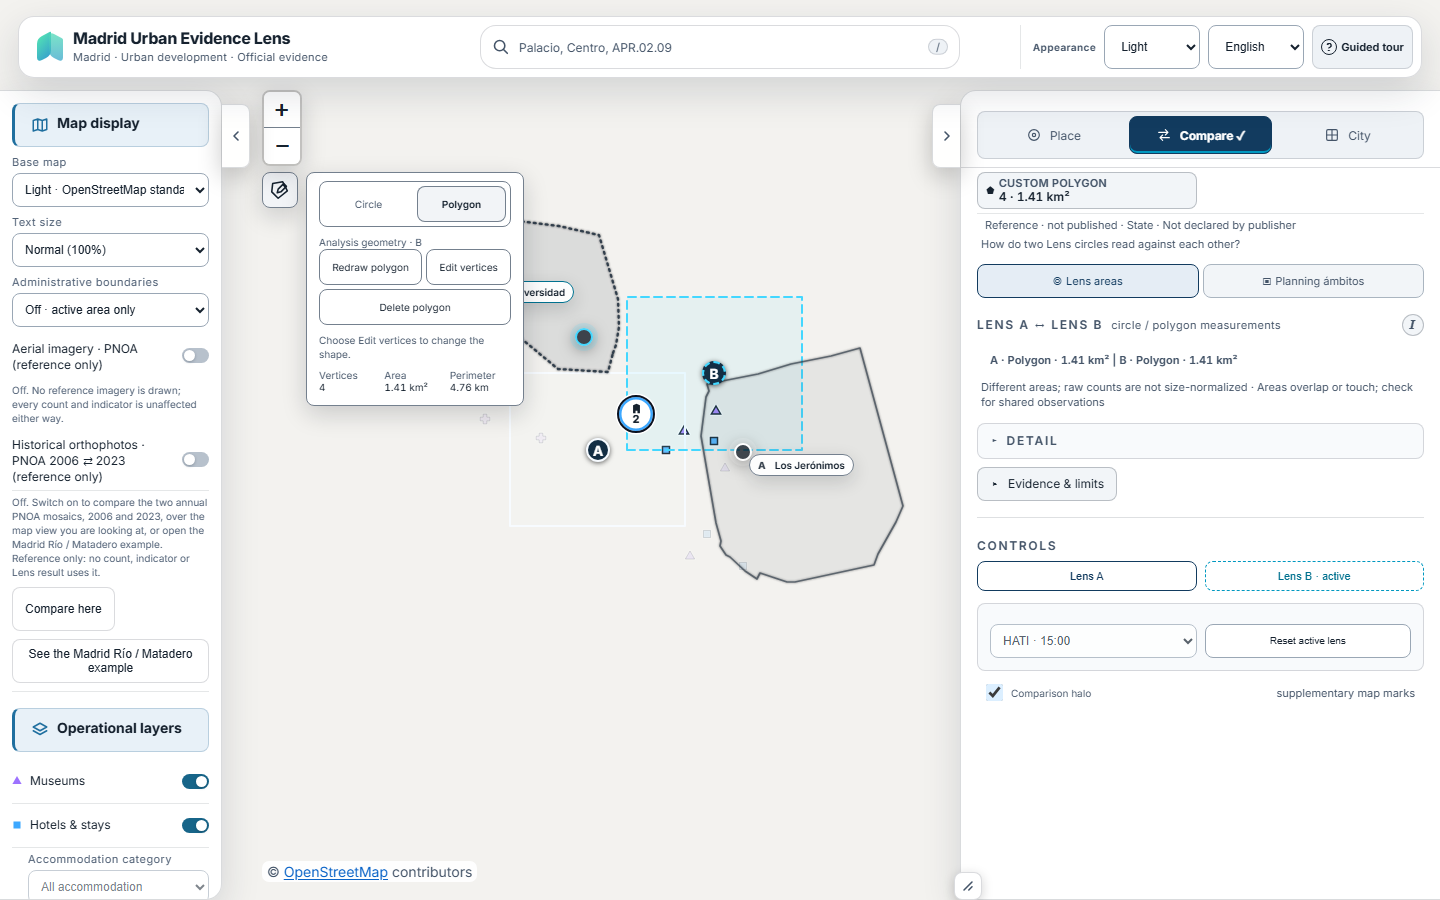 Madrid Urban Evidence Lens
Madrid · Urban development · Official evidence
Palacio, Centro, APR.02.09
/
Appearance
Light
English
? Guided tour
Map display
Base map
Light · OpenStreetMap standa
Text size
Normal (100%)
Administrative boundaries
Off · active area only
Aerial imagery · PNOA
(reference only)
Off. No reference imagery is drawn;
every count and indicator is unaffected
either way.
Historical orthophotos ·
PNOA 2006 ⇄ 2023
(reference only)
Off. Switch on to compare the two annual
PNOA mosaics, 2006 and 2023, over the
map view you are looking at, or open the
Madrid Río / Matadero example.
Reference only: no count, indicator or
Lens result uses it.
Compare here
See the Madrid Río / Matadero
example
Operational layers
Museums
Hotels & stays
Accommodation category
All accommodation
+
−
Circle
Polygon
Analysis geometry · B
Redraw polygon
Edit vertices
Delete polygon
Choose Edit vertices to change the
shape.
Vertices
Area
Perimeter
4
1.41 km²
4.76 km
versidad
B
2
A
A Los Jerónimos
© OpenStreetMap contributors
Place
Compare ✓
City
CUSTOM POLYGON
4 · 1.41 km²
Reference · not published · State · Not declared by publisher
How do two Lens circles read against each other?
Lens areas
Planning ámbitos
LENS A ↔ LENS B circle / polygon measurements
I
A · Polygon · 1.41 km² | B · Polygon · 1.41 km²
Different areas; raw counts are not size-normalized · Areas overlap or touch; check
for shared observations
DETAIL
Evidence & limits
CONTROLS
Lens A
Lens B · active
HATI · 15:00
Reset active lens
Comparison halo
supplementary map marks